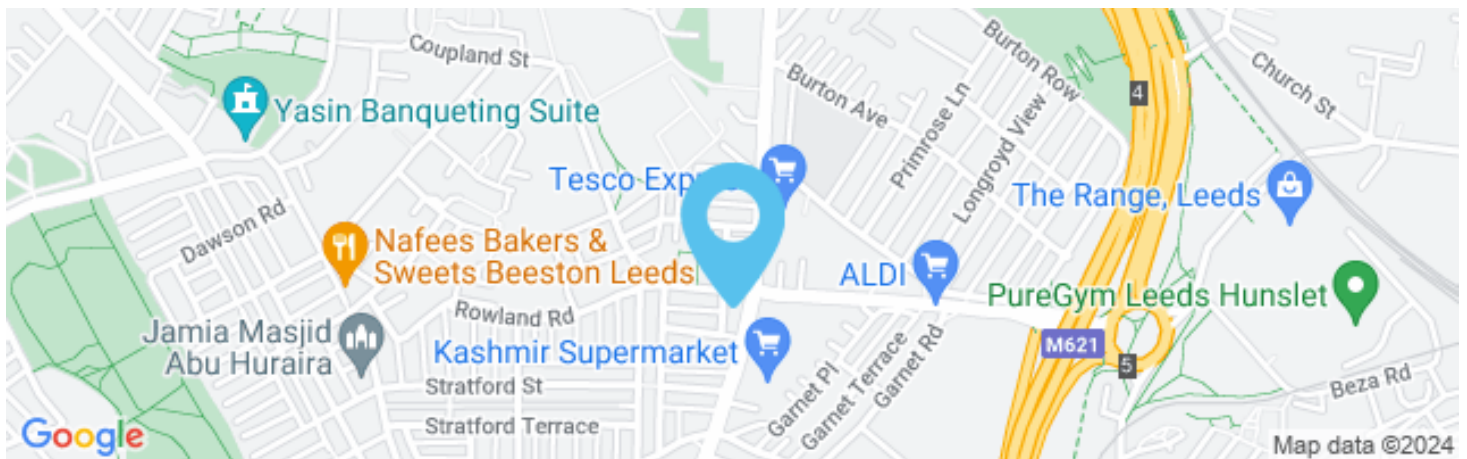 Coupland St
Yasin Banqueting Suite
Dawson Rd
Nafees Bakers &
Sweets Beeston Leeds
Rowland Rd
Jamia Masjid
Abu Huraira
Stratford St
Stratford Terrace
Tesco
Kashmir Supermarket
Burton Ave
Burton Row
Primrose Ln
Longroyd View
4
Church St
The Range, Leeds
ALDI
PureGym Leeds Hunslet
M621
5
Garnet Pl
Garnet Terrace
Garnet Rd
Beza Rd
Google
Map data ©2024